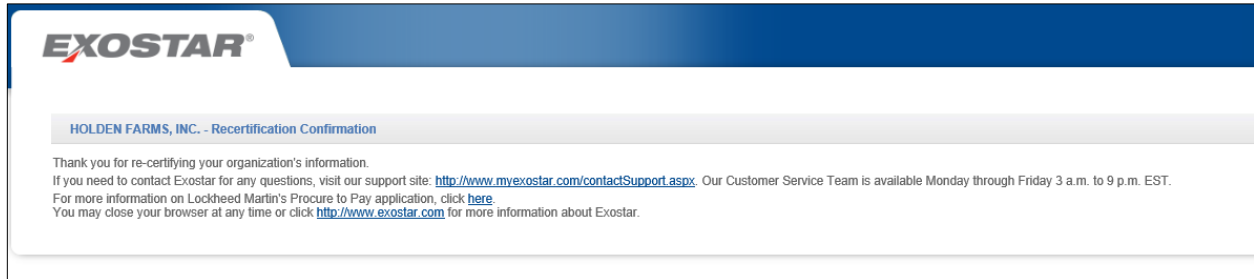 EXOSTAR®
HOLDEN FARMS, INC. - Recertification Confirmation
Thank you for re-certifying your organization's information.
If you need to contact Exostar for any questions, visit our support site: http://www.myexostar.com/contactSupport.aspx. Our Customer Service Team is available Monday through Friday 3 a.m. to 9 p.m. EST.
For more information on Lockheed Martin's Procure to Pay application, click here.
You may close your browser at any time or click http://www.exostar.com for more information about Exostar.